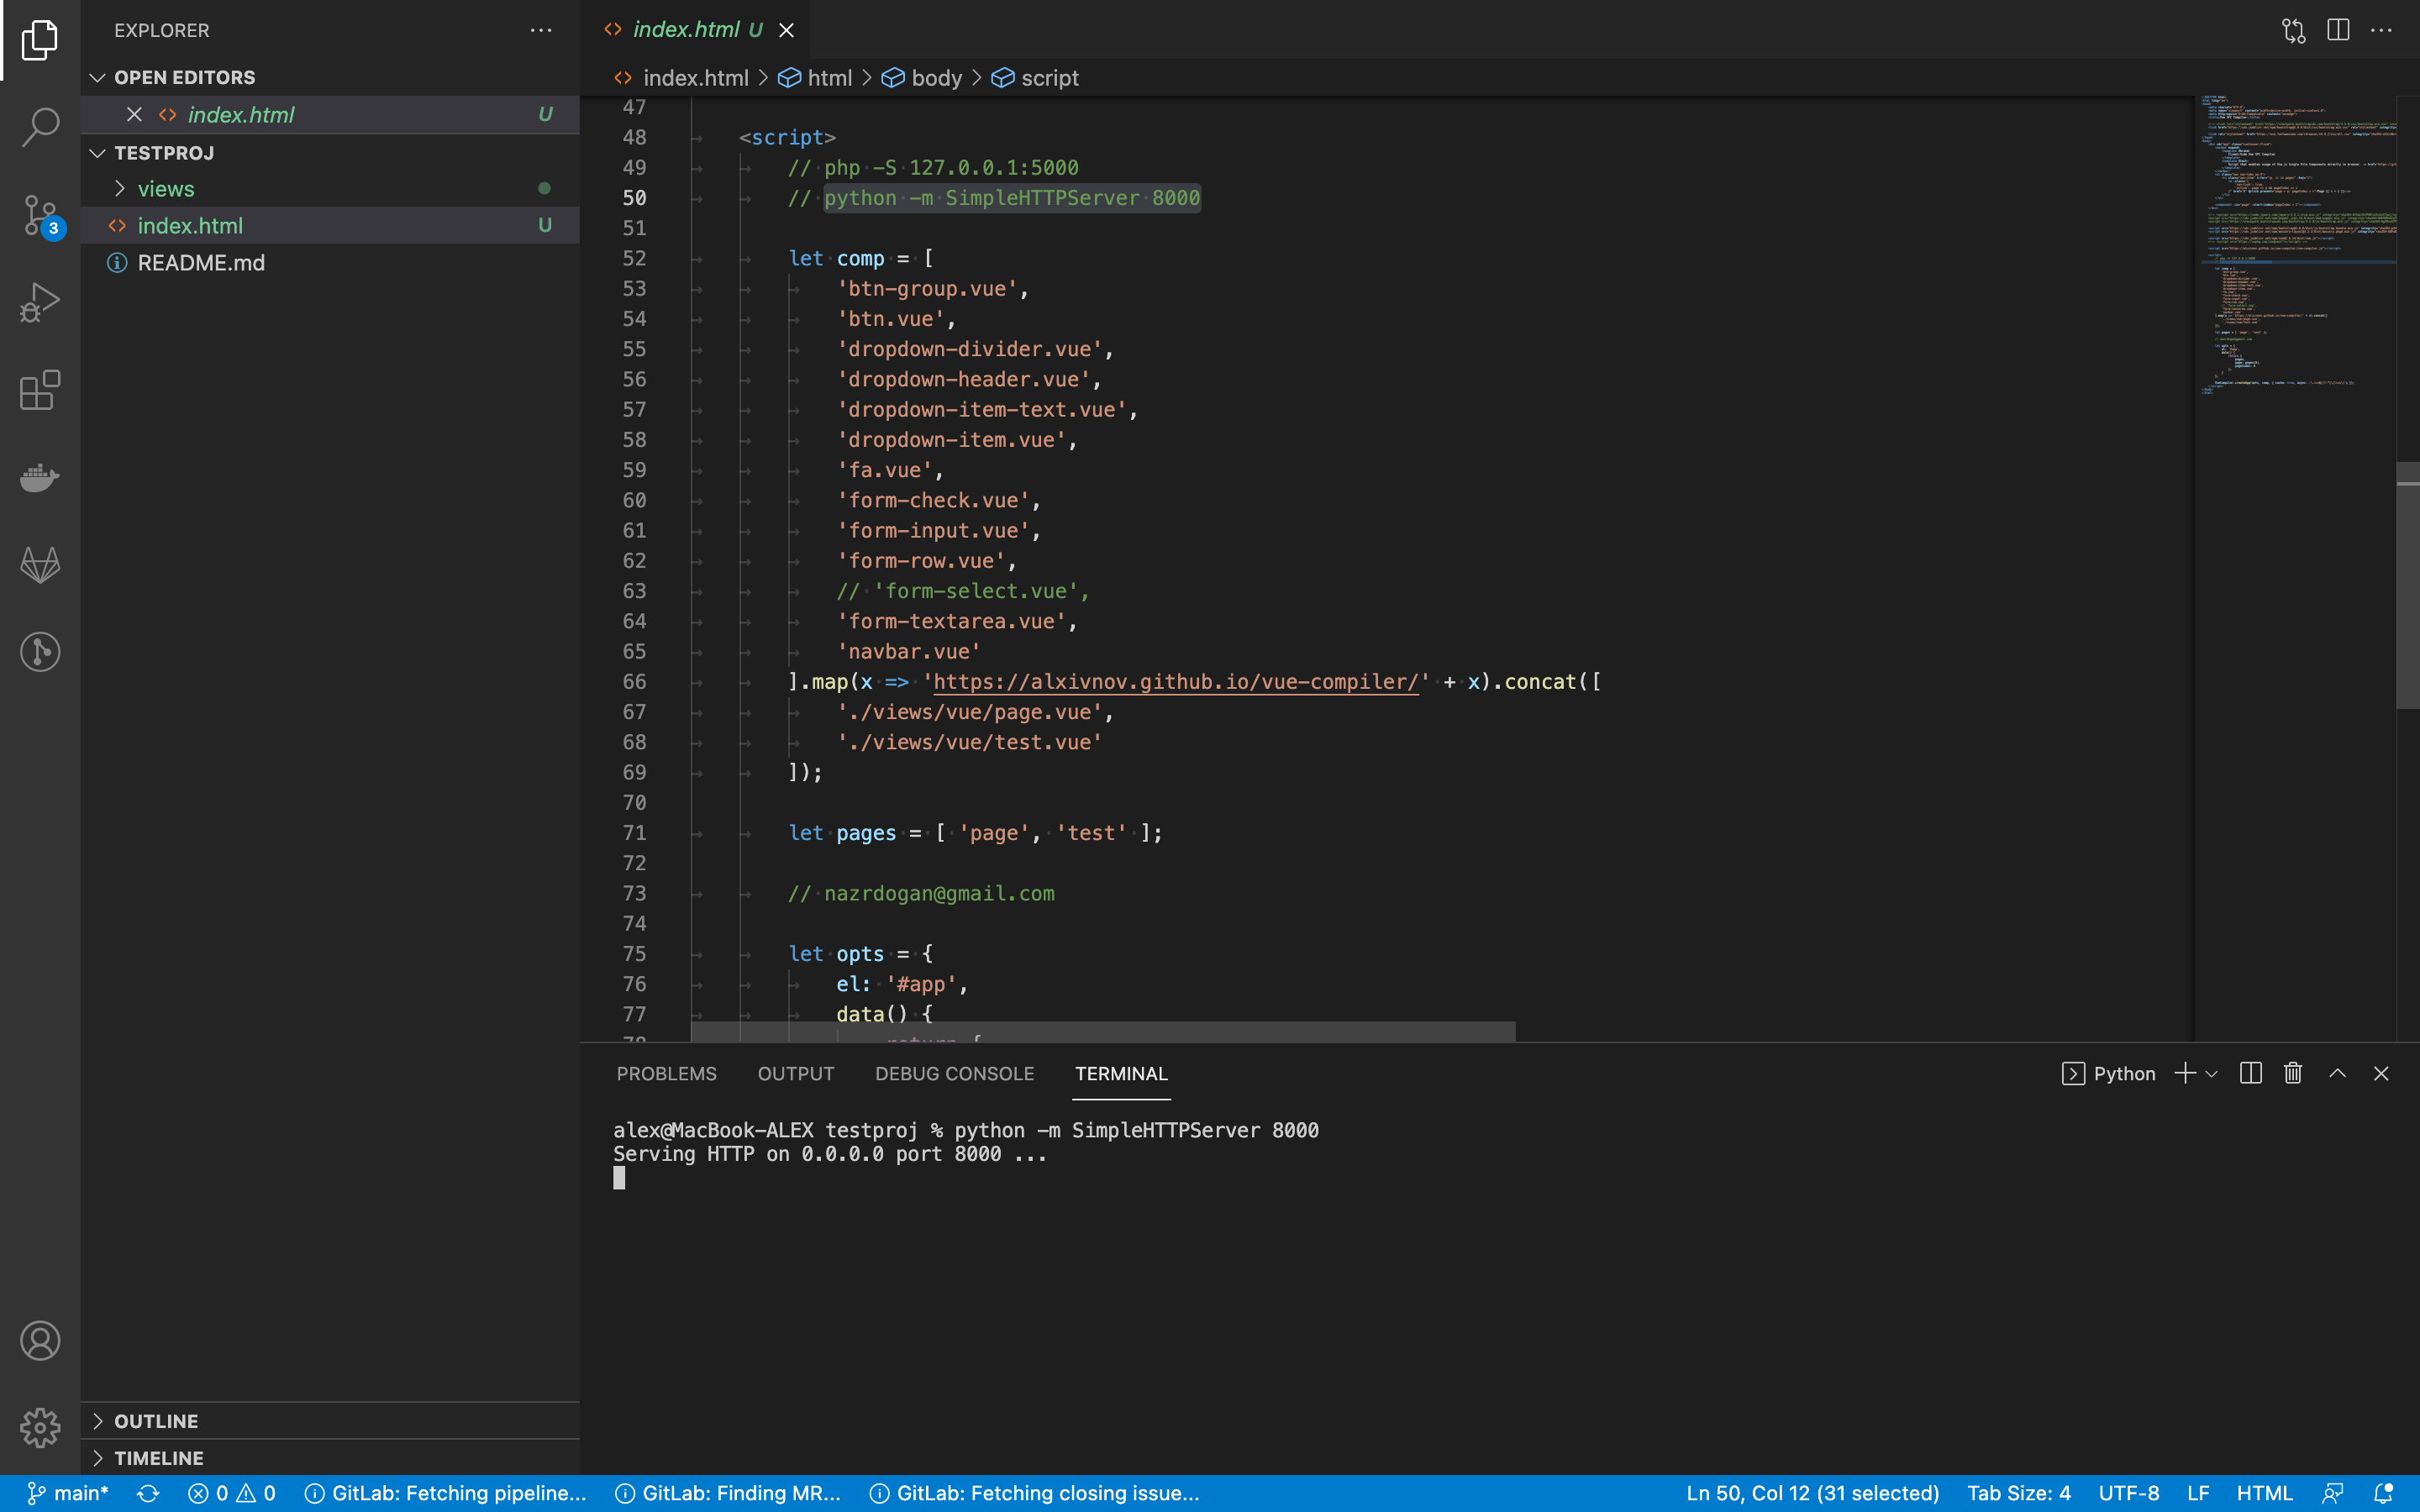 EXPLORER
OPEN EDITORS
index.html U
TESTPROJ
views
index.html U
README.md
3
OUTLINE
TIMELINE
index.html U
index.html > html > body > script
47
48 <script>
49 // php -S 127.0.0.1:5000
50 // python -m SimpleHTTPServer 8000
51
52 let comp = [
53 'btn-group.vue',
54 'btn.vue',
55 'dropdown-divider.vue',
56 'dropdown-header.vue',
57 'dropdown-item-text.vue',
58 'dropdown-item.vue',
59 'fa.vue',
60 'form-check.vue',
61 'form-input.vue',
62 'form-row.vue',
63 // 'form-select.vue',
64 'form-textarea.vue',
65 'navbar.vue'
66 ].map(x => 'https://alxivnov.github.io/vue-compiler/' + x).concat([
67 './views/vue/page.vue',
68 './views/vue/test.vue'
69 ]);
70
71 let pages = [ 'page', 'test' ];
72
73 // nazrdogan@gmail.com
74
75 let opts = {
76 el: '#app',
77 data() {
78 return {
PROBLEMS OUTPUT DEBUG CONSOLE TERMINAL
Python
alex@MacBook-ALEX testproj % python -m SimpleHTTPServer 8000
Serving HTTP on 0.0.0.0 port 8000 ...
main* 0 0 GitLab: Fetching pipeline... GitLab: Finding MR... GitLab: Fetching closing issue... Ln 50, Col 12 (31 selected) Tab Size: 4 UTF-8 LF HTML